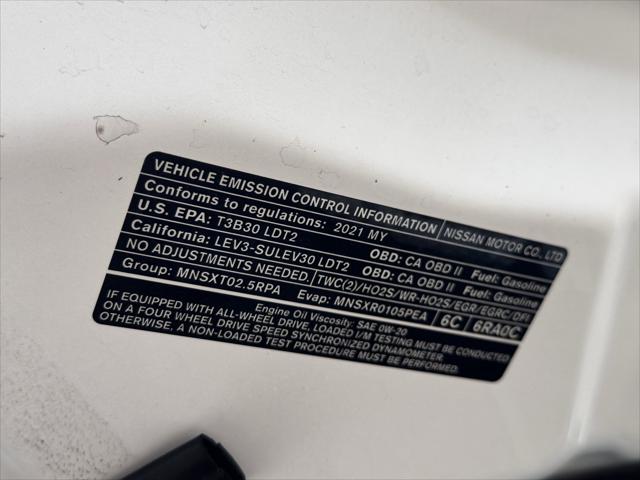 VEHICLE EMISSION CONTROL INFORMATION NISSAN MOTOR CO., LTD
Conforms to regulations: 2021 MY
U.S. EPA: T3B30 LDT2 OBD: CA OBD II Fuel: Gasoline
California: LEV3-SULEV30 LDT2 OBD: CA OBD II Fuel: Gasoline
NO ADJUSTMENTS NEEDED. TWC(2)/HO2S/WR-HO2S/EGR/EGRC/DFI
Group: MNSXT02.5RPA Evap: MNSXR0105PEA 6C 6RA0C
Engine Oil Viscosity: SAE 0W-20
IF EQUIPPED WITH ALL-WHEEL DRIVE, LOADED I/M TESTING MUST BE CONDUCTED
ON A FOUR WHEEL DRIVE SPEED SYNCHRONIZED DYNAMOMETER.
OTHERWISE, A NON-LOADED TEST PROCEDURE MUST BE PERFORMED.